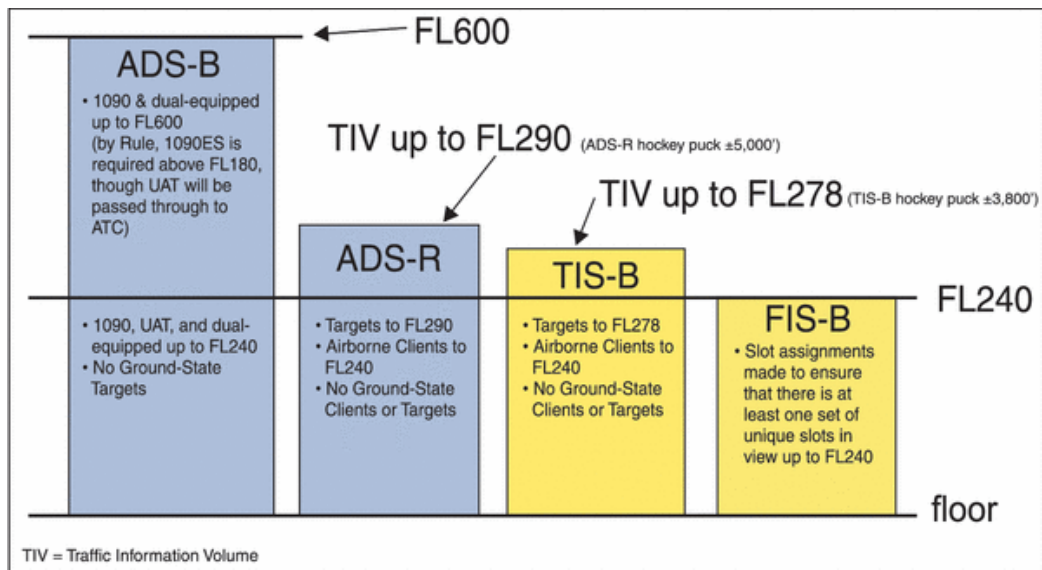 FL600
ADS-B
• 1090 & dual-equipped
up to FL600
(by Rule, 1090ES is
required above FL180,
though UAT will be
passed through to
ATC)
TIV up to FL290 (ADS-R hockey puck ±5,000')
TIV up to FL278 (TIS-B hockey puck ±3,800')
ADS-R
TIS-B
FL240
• 1090, UAT, and dual-
equipped up to FL240
• No Ground-State
Targets
• Targets to FL290
• Airborne Clients to
FL240
• No Ground-State
Clients or Targets
• Targets to FL278
• Airborne Clients to
FL240
• No Ground-State
Clients or Targets
FIS-B
• Slot assignments
made to ensure
that there is at
least one set of
unique slots in
view up to FL240
floor
TIV = Traffic Information Volume